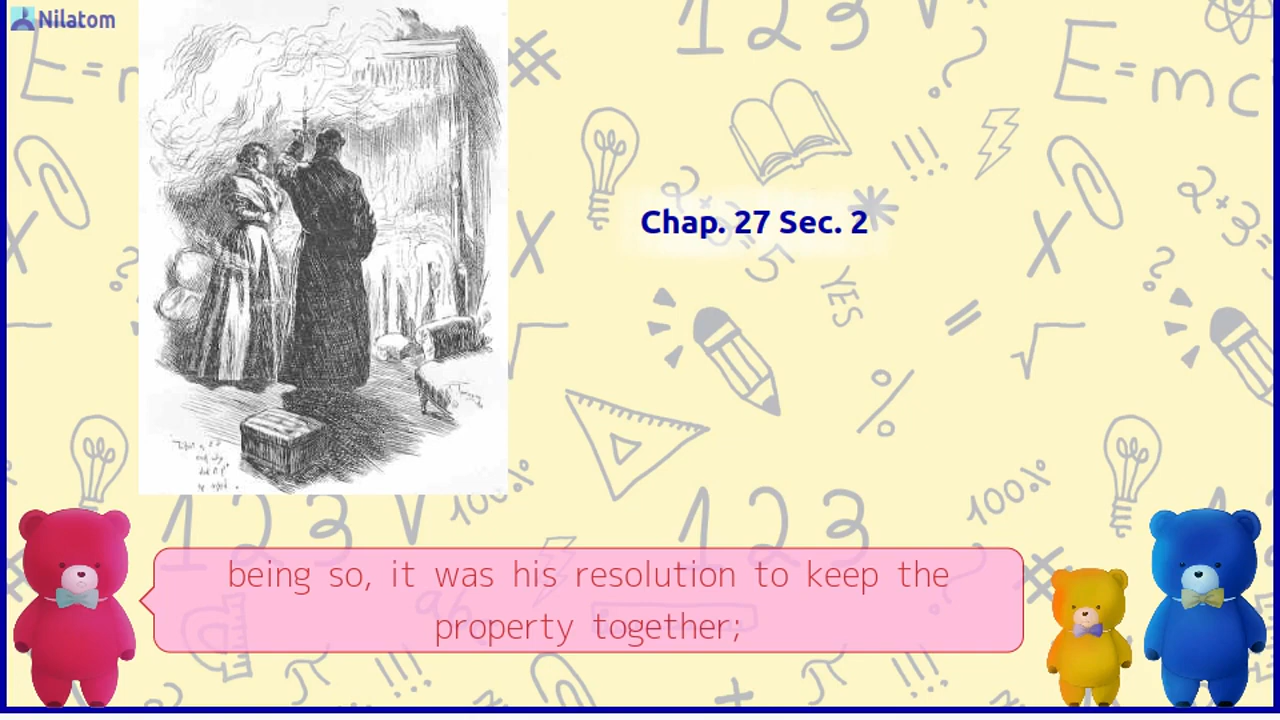 Nilatom
Chap. 27 Sec. 2
being so, it was his resolution to keep the
property together;